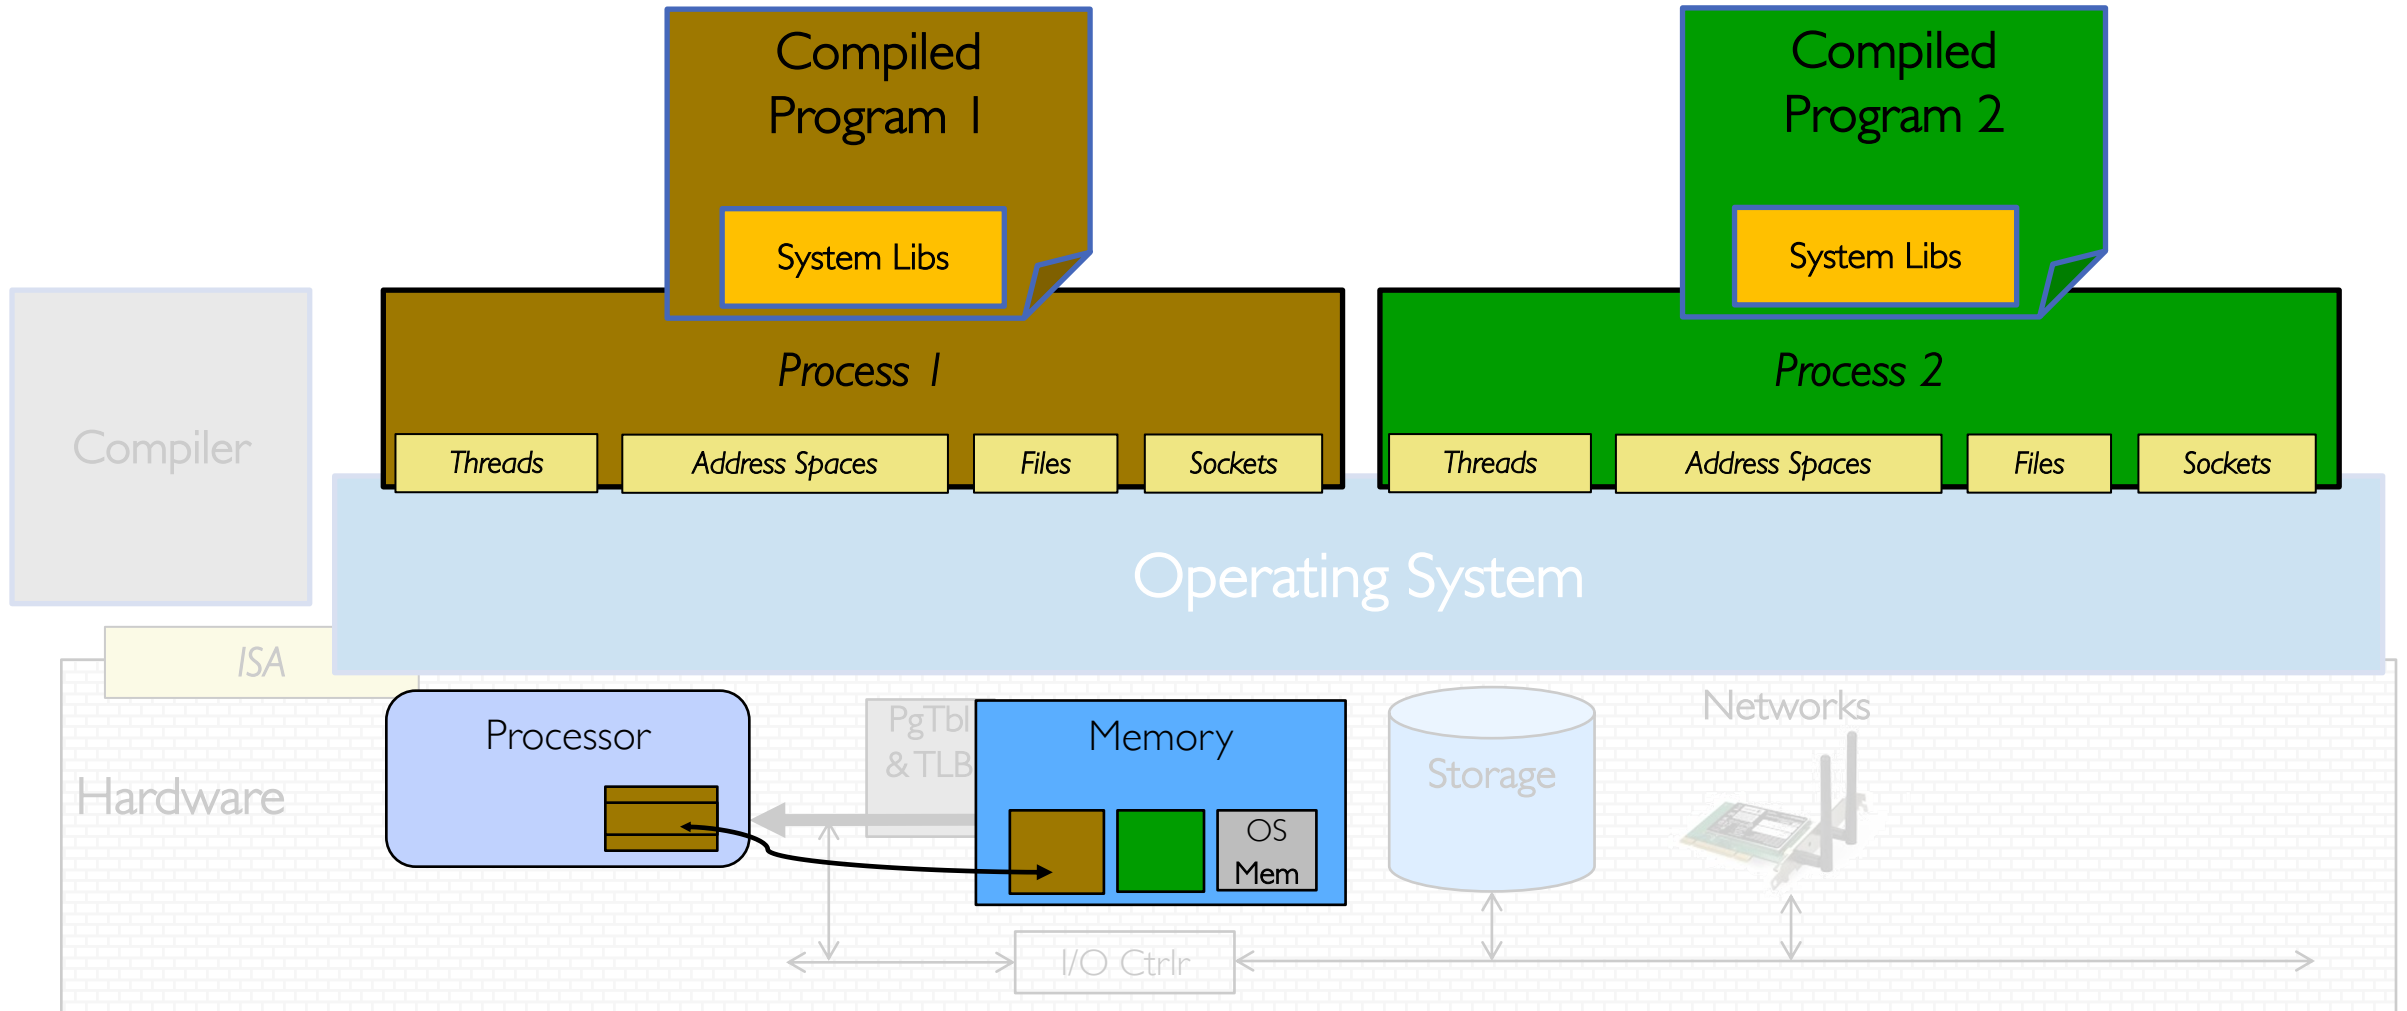 Compiled
Program 1
System Libs
Compiled
Program 2
System Libs
Compiler
Process 1
Process 2
Threads
Address Spaces
Files
Sockets
Threads
Address Spaces
Files
Sockets
Operating System
ISA
Hardware
Processor
PgTbl
& TLB
Memory
OS
Mem
Storage
Networks
I/O Ctrlr